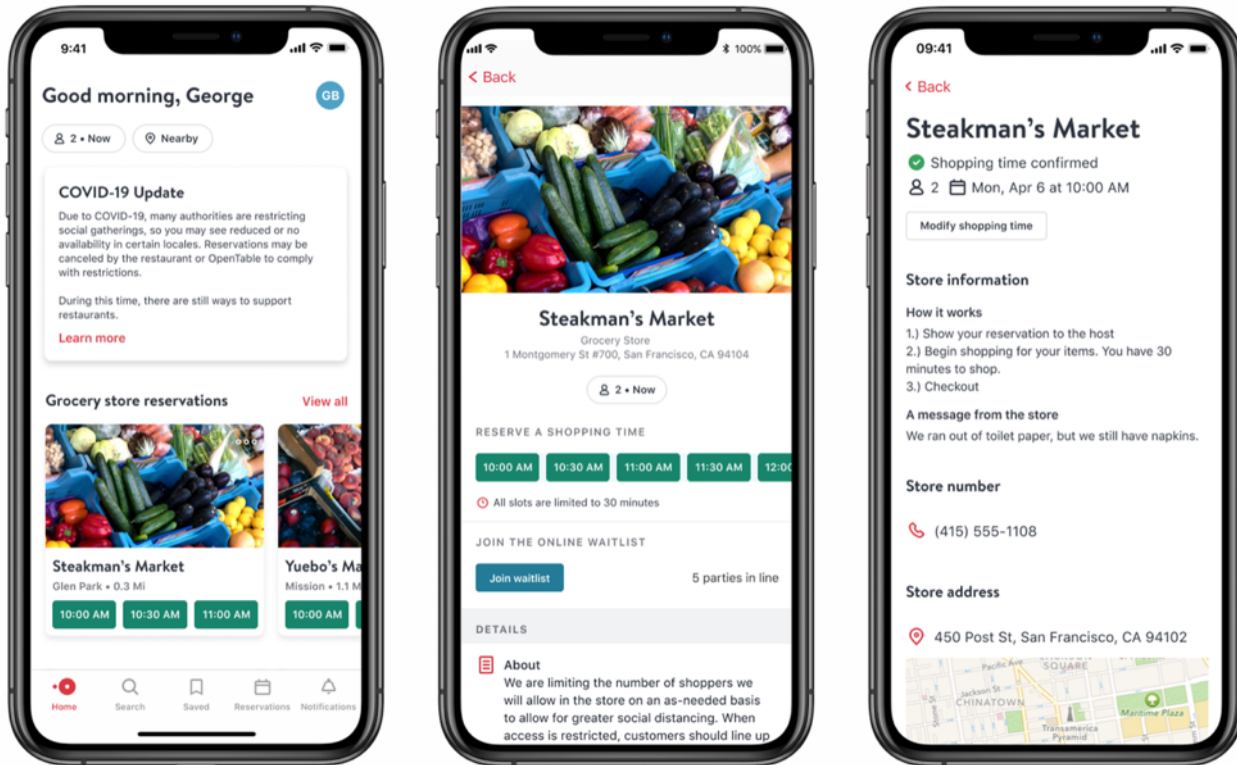 9:41
Good morning, George
GB
2 • Now
Nearby
COVID-19 Update
Due to COVID-19, many authorities are restricting
social gatherings, so you may see reduced or no
availability in certain locales. Reservations may be
canceled by the restaurant or OpenTable to comply
with restrictions.
During this time, there are still ways to support
restaurants.
Learn more
Grocery store reservations
View all
Steakman's Market
Glen Park • 0.3 Mi
10:00 AM
10:30 AM
11:00 AM
Yuebo's Ma
Mission • 1.1 M
10:00 AM
Home
Search
Saved
Reservations
Notifications
100%
Back
Steakman's Market
Grocery Store
1 Montgomery St #700, San Francisco, CA 94104
2 • Now
RESERVE A SHOPPING TIME
10:00 AM
10:30 AM
11:00 AM
11:30 AM
12:00
All slots are limited to 30 minutes
JOIN THE ONLINE WAITLIST
Join waitlist
5 parties in line
DETAILS
About
We are limiting the number of shoppers we
will allow in the store on an as-needed basis
to allow for greater social distancing. When
access is restricted, customers should line up
09:41
Back
Steakman's Market
Shopping time confirmed
2
Mon, Apr 6 at 10:00 AM
Modify shopping time
Store information
How it works
1.) Show your reservation to the host
2.) Begin shopping for your items. You have 30
minutes to shop.
3.) Checkout
A message from the store
We ran out of toilet paper, but we still have napkins.
Store number
(415) 555-1108
Store address
450 Post St, San Francisco, CA 94102
Pacific Ave
SQUARE
Jackson St
CHINATOWN
Maritime Plaza
Transamerica
Pyramid